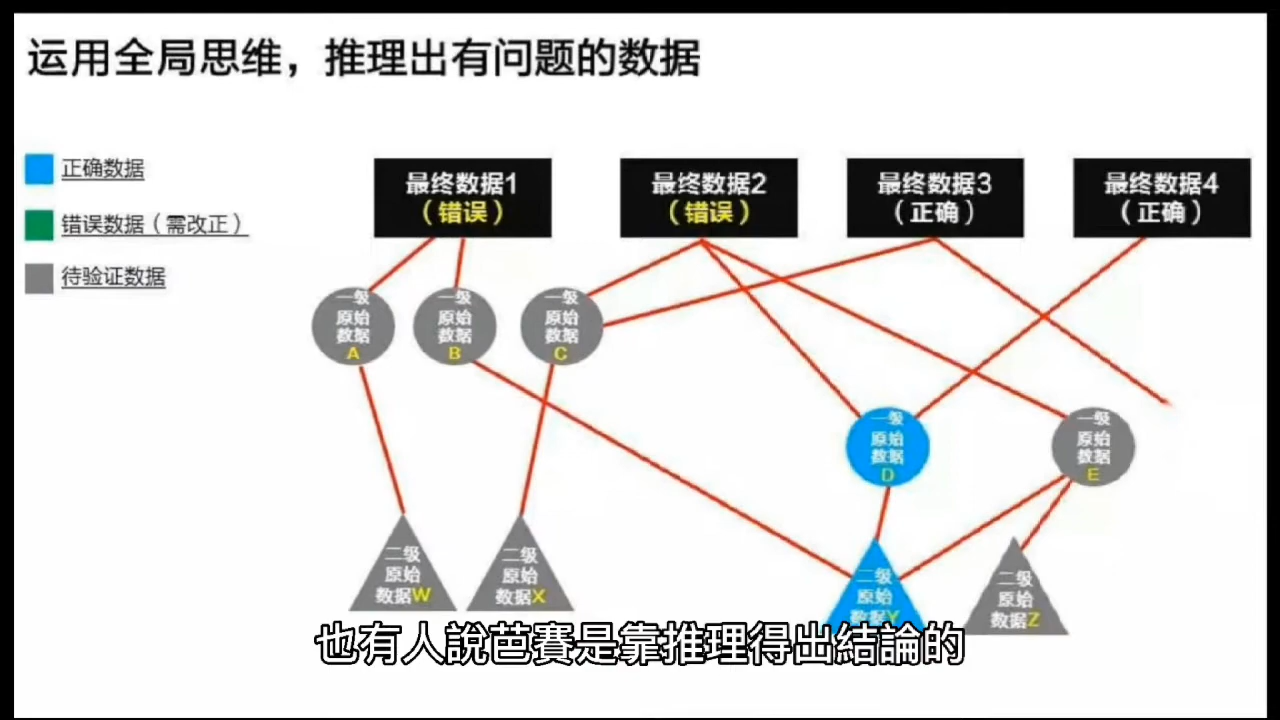 运用全局思维，推理出有问题的数据
正确数据
错误数据（需改正）
待验证数据
最终数据1
（错误）
最终数据2
（错误）
最终数据3
（正确）
最终数据4
（正确）
一级
原始
数据
A
一级
原始
数据
B
一级
原始
数据
C
一级
原始
数据
D
一级
原始
数据
E
二级
原始
数据W
二级
原始
数据X
二级
原始
数据Y
二级
原始
数据Z
也有人說芭賽是靠推理得出結論的